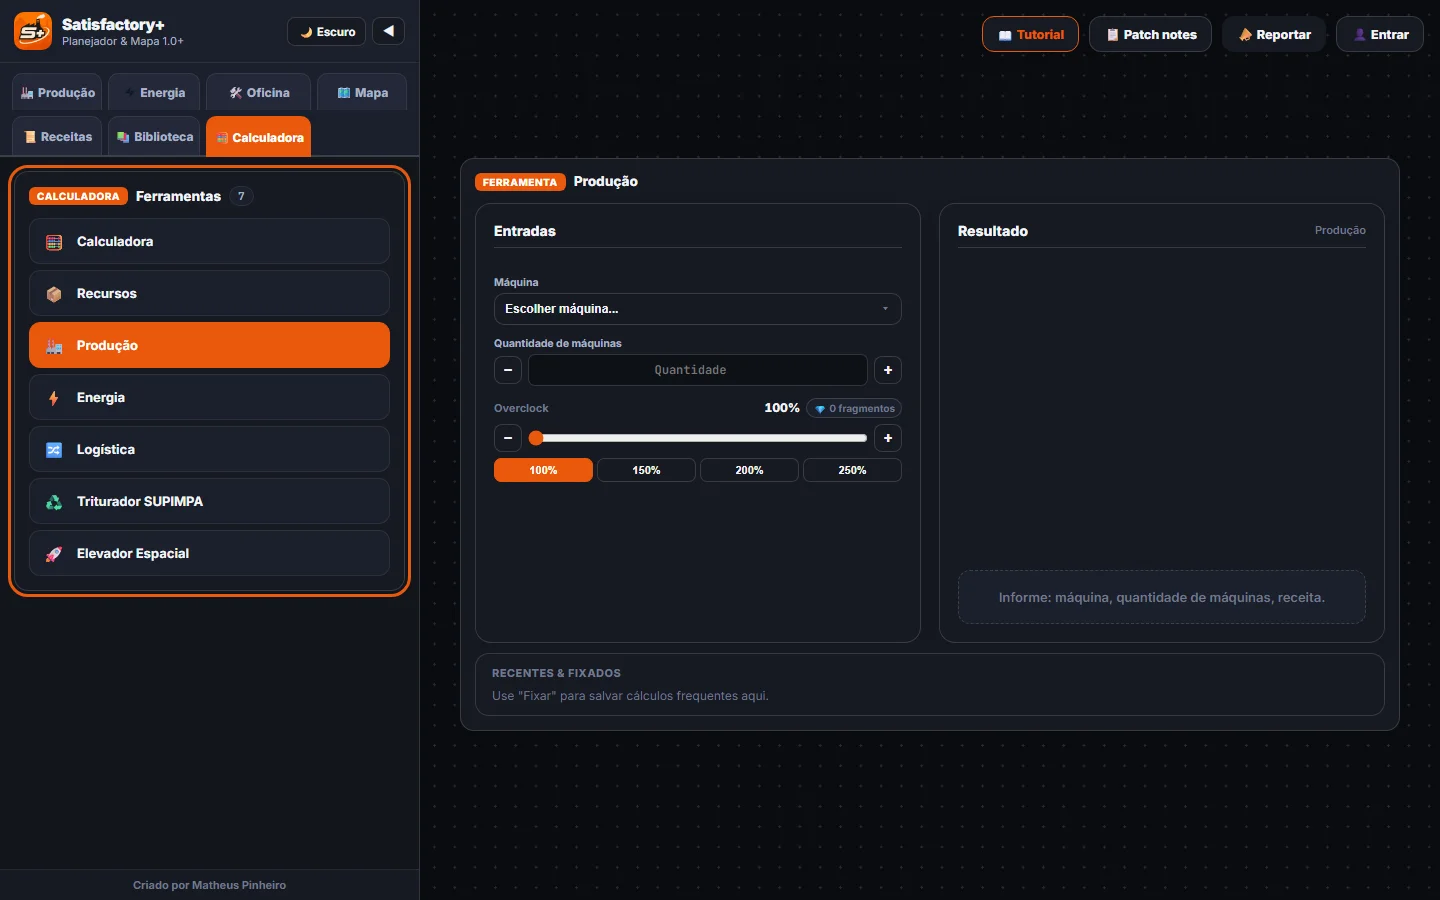 Satisfactory+
Planejador & Mapa 1.0+
Escuro
Tutorial
Patch notes
Reportar
Entrar
Produção
Energia
Oficina
Mapa
Receitas
Biblioteca
Calculadora
CALCULADORA Ferramentas 7
Calculadora
Recursos
Produção
Energia
Logística
Triturador SUPIMPA
Elevador Espacial
Criado por Matheus Pinheiro
FERRAMENTA Produção
Entradas
Máquina
Escolher máquina...
Quantidade de máquinas
− Quantidade +
Overclock 100% 0 fragmentos
− +
100% 150% 200% 250%
Resultado Produção
Informe: máquina, quantidade de máquinas, receita.
RECENTES & FIXADOS
Use "Fixar" para salvar cálculos frequentes aqui.